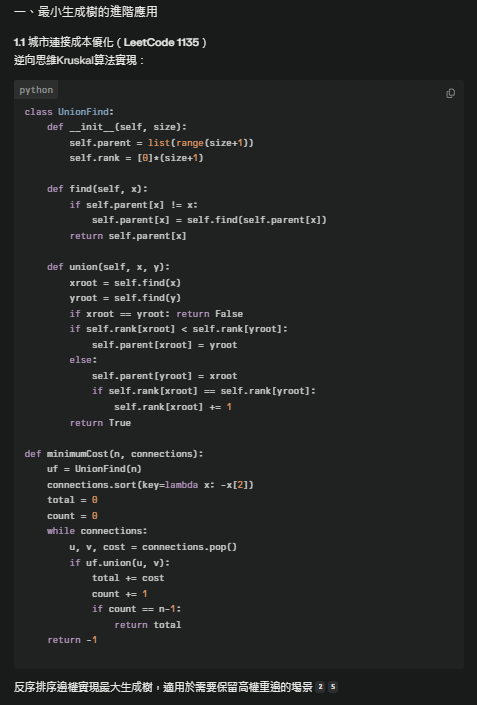 一、最小生成樹的進階應用
1.1 城市連接成本優化（LeetCode 1135）
逆向思維Kruskal算法實現：
python
class UnionFind:
    def __init__(self, size):
        self.parent = list(range(size+1))
        self.rank = [0]*(size+1)

    def find(self, x):
        if self.parent[x] != x:
            self.parent[x] = self.find(self.parent[x])
        return self.parent[x]

    def union(self, x, y):
        xroot = self.find(x)
        yroot = self.find(y)
        if xroot == yroot: return False
        if self.rank[xroot] < self.rank[yroot]:
            self.parent[xroot] = yroot
        else:
            self.parent[yroot] = xroot
            if self.rank[xroot] == self.rank[yroot]:
                self.rank[xroot] += 1
        return True

def minimumCost(n, connections):
    uf = UnionFind(n)
    connections.sort(key=lambda x: -x[2])
    total = 0
    count = 0
    while connections:
        u, v, cost = connections.pop()
        if uf.union(u, v):
            total += cost
            count += 1
            if count == n-1:
                return total
    return -1
反序排序邊權實現最大生成樹，適用於需要保留高權重邊的場景 2 5